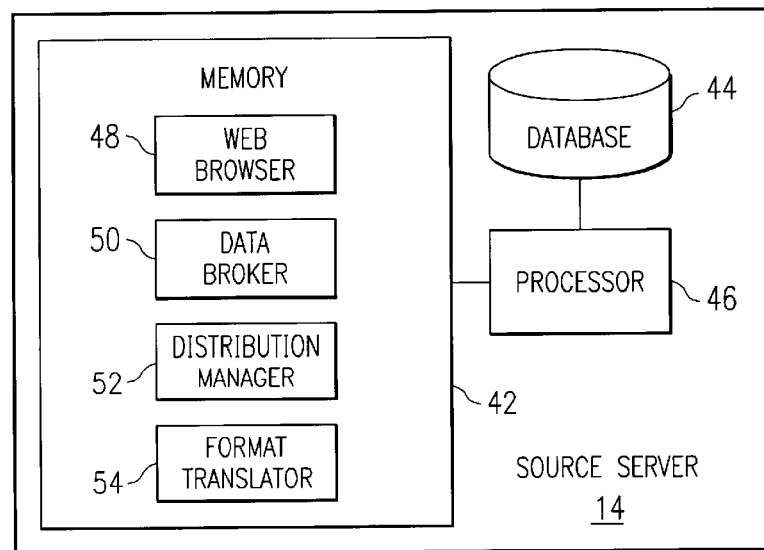 MEMORY
48
WEB
BROWSER
50
DATA
BROKER
52
DISTRIBUTION
MANAGER
54
FORMAT
TRANSLATOR
42
DATABASE
44
PROCESSOR
46
SOURCE SERVER
14